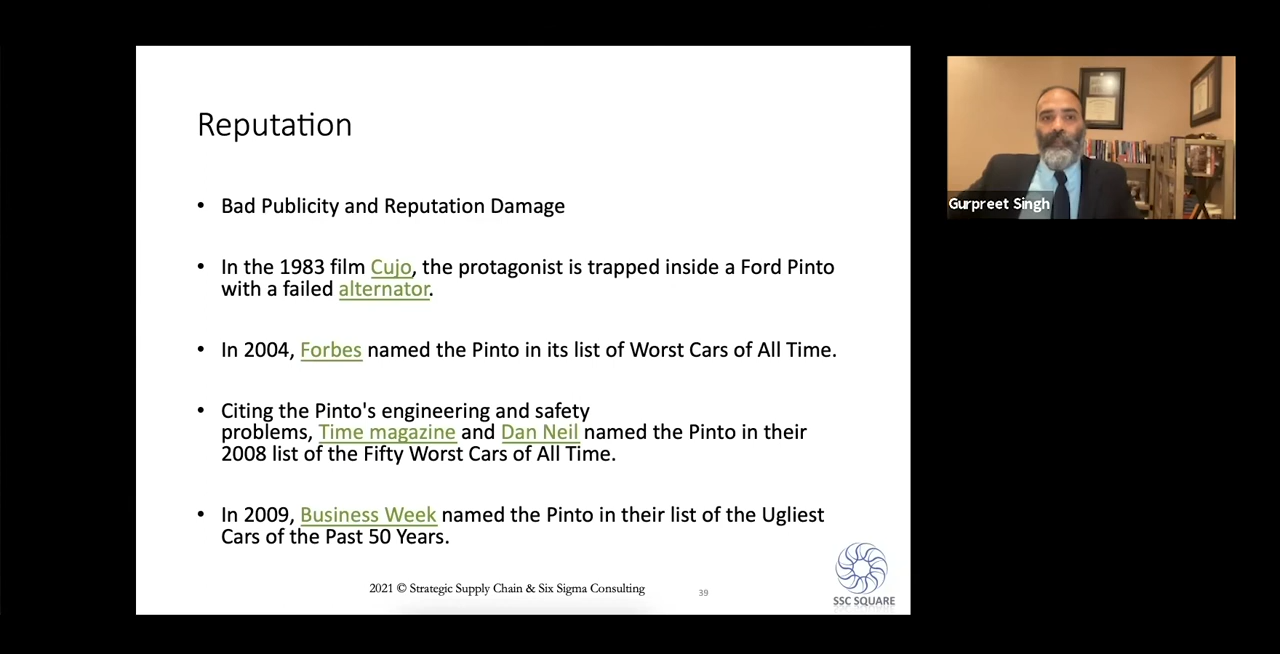 Reputation
• Bad Publicity and Reputation Damage
• In the 1983 film Cujo, the protagonist is trapped inside a Ford Pinto
with a failed alternator.
• In 2004, Forbes named the Pinto in its list of Worst Cars of All Time.
• Citing the Pinto's engineering and safety
problems, Time magazine and Dan Neil named the Pinto in their
2008 list of the Fifty Worst Cars of All Time.
• In 2009, Business Week named the Pinto in their list of the Ugliest
Cars of the Past 50 Years.
2021 © Strategic Supply Chain & Six Sigma Consulting
39
SSC SQUARE
Gurpreet Singh